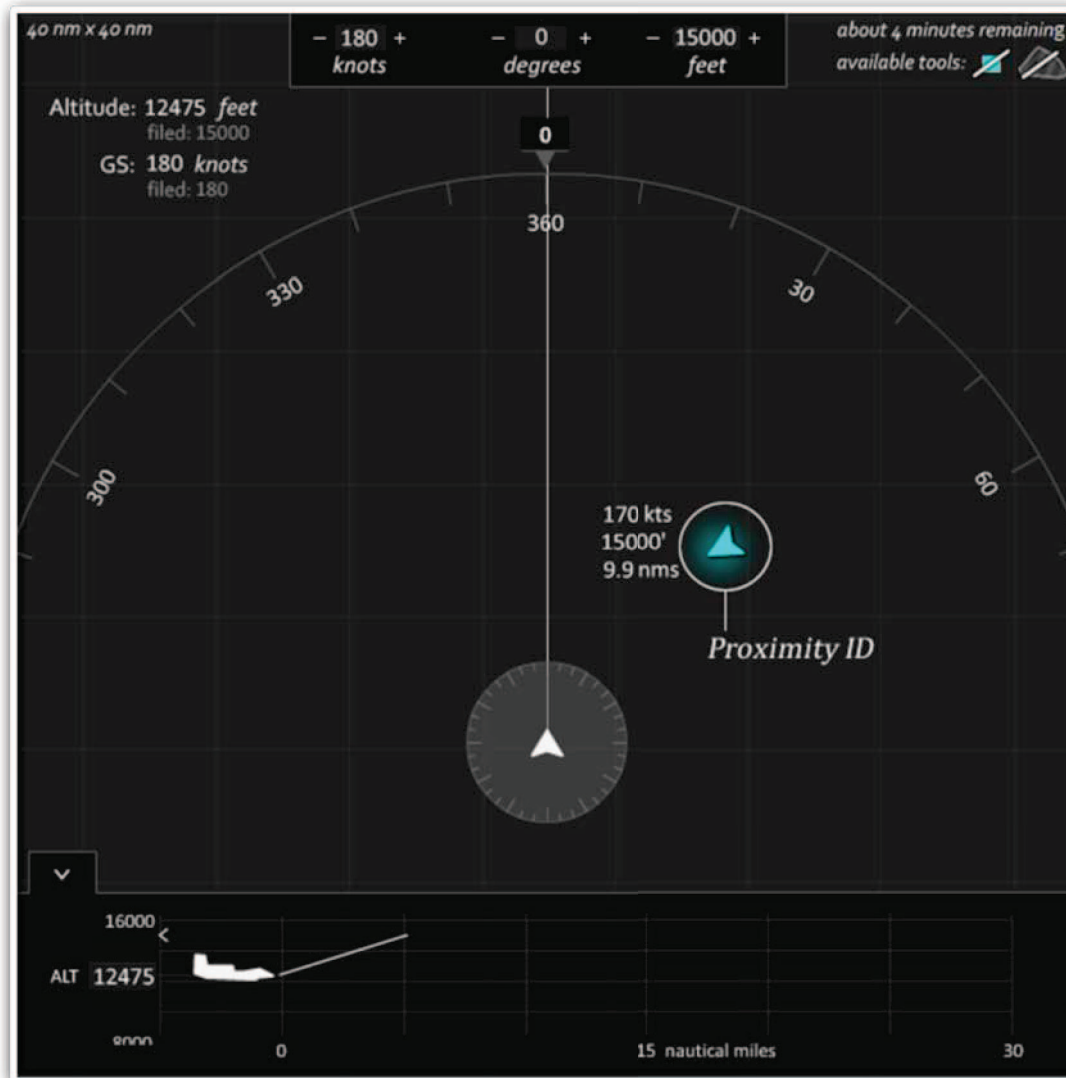 40 nm x 40 nm
− 180 + − 0 + − 15000 +
knots degrees feet
about 4 minutes remaining
available tools:
Altitude: 12475 feet
filed: 15000
GS: 180 knots
filed: 180
0
360
330
30
300
60
170 kts
15000'
9.9 nms
Proximity ID
16000
ALT 12475
8000
0 15 nautical miles 30